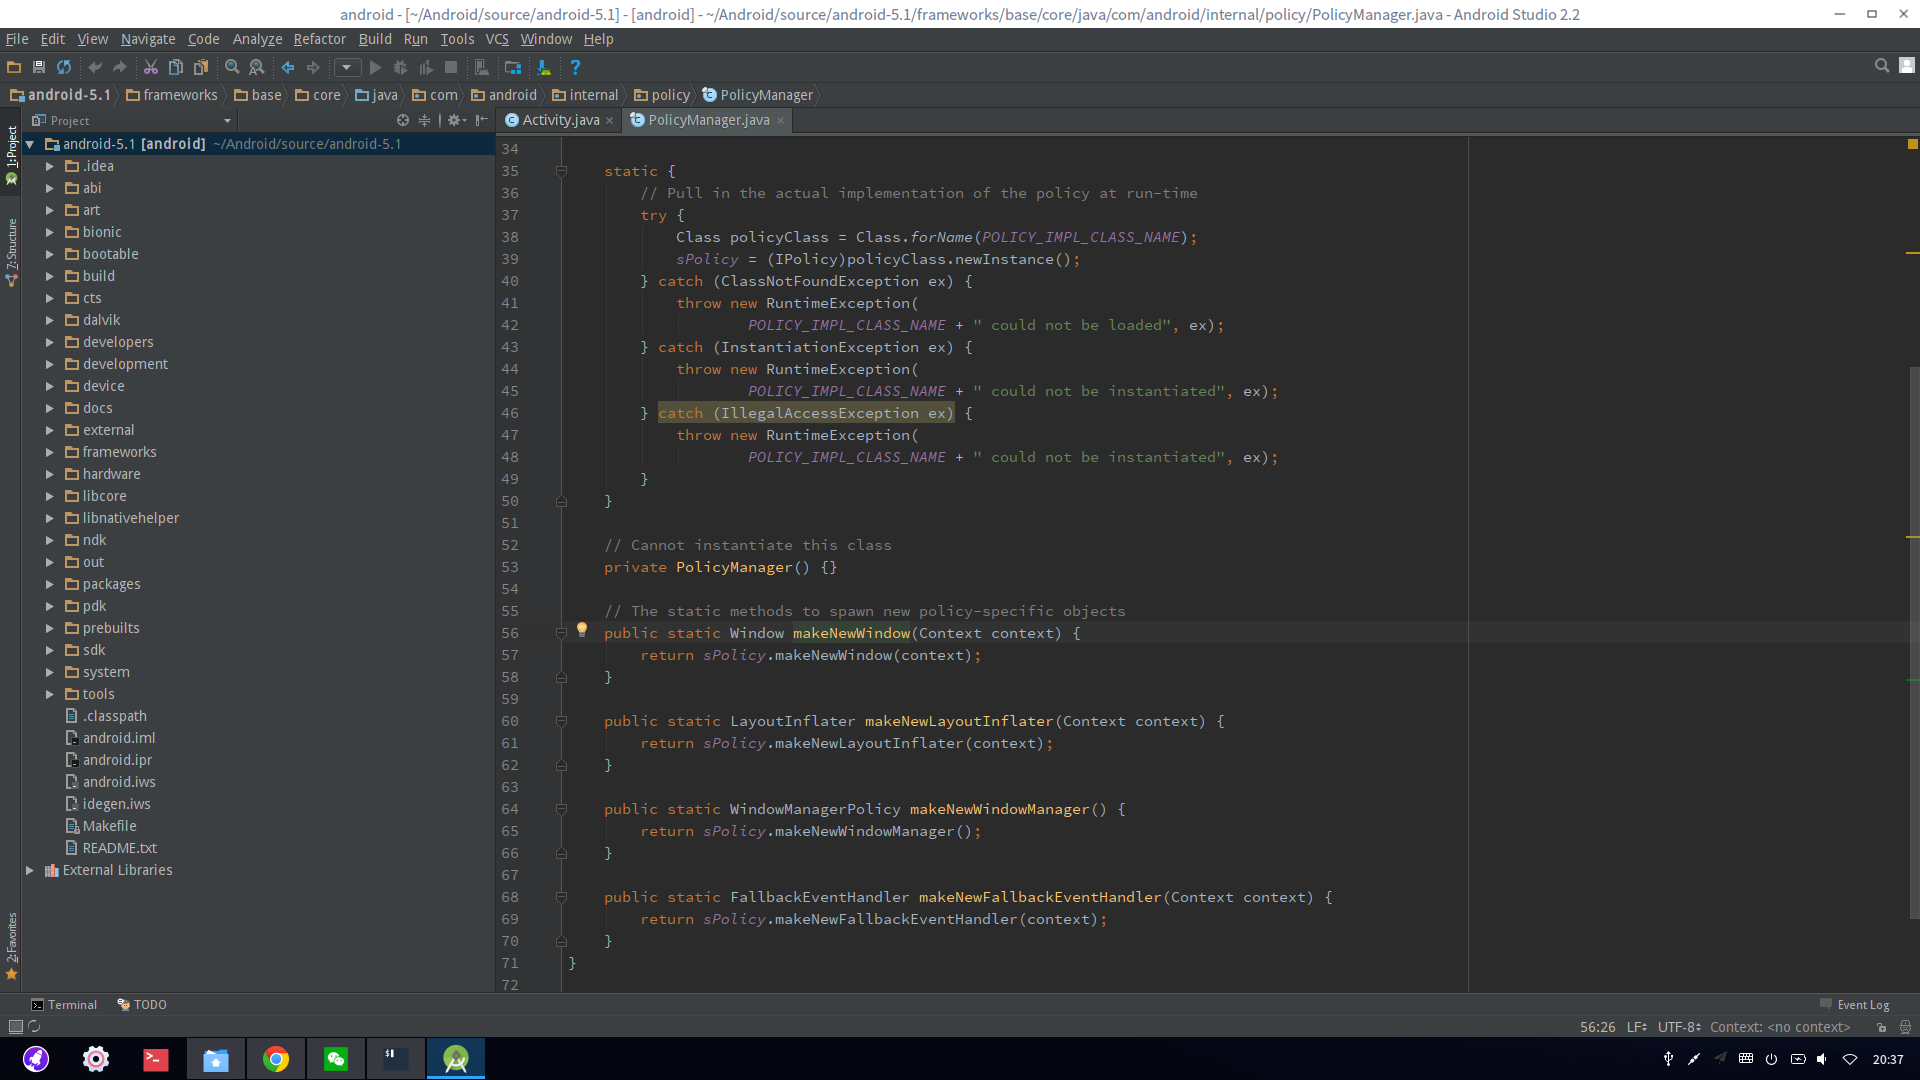 android - [~/Android/source/android-5.1] - [android] - ~/Android/source/android-5.1/frameworks/base/core/java/com/android/internal/policy/PolicyManager.java - Android Studio 2.2
File Edit View Navigate Code Analyze Refactor Build Run Tools VCS Window Help
android-5.1 frameworks base core java com android internal policy PolicyManager
Project
Activity.java
PolicyManager.java
1: Project
7: Structure
2: Favorites
android-5.1 [android] ~/Android/source/android-5.1
.idea
abi
art
bionic
bootable
build
cts
dalvik
developers
development
device
docs
external
frameworks
hardware
libcore
libnativehelper
ndk
out
packages
pdk
prebuilts
sdk
system
tools
.classpath
android.iml
android.ipr
android.iws
idegen.iws
Makefile
README.txt
External Libraries
34
35 static {
36 // Pull in the actual implementation of the policy at run-time
37 try {
38 Class policyClass = Class.forName(POLICY_IMPL_CLASS_NAME);
39 sPolicy = (IPolicy)policyClass.newInstance();
40 } catch (ClassNotFoundException ex) {
41 throw new RuntimeException(
42 POLICY_IMPL_CLASS_NAME + " could not be loaded", ex);
43 } catch (InstantiationException ex) {
44 throw new RuntimeException(
45 POLICY_IMPL_CLASS_NAME + " could not be instantiated", ex);
46 } catch (IllegalAccessException ex) {
47 throw new RuntimeException(
48 POLICY_IMPL_CLASS_NAME + " could not be instantiated", ex);
49 }
50 }
51
52 // Cannot instantiate this class
53 private PolicyManager() {}
54
55 // The static methods to spawn new policy-specific objects
56 public static Window makeNewWindow(Context context) {
57 return sPolicy.makeNewWindow(context);
58 }
59
60 public static LayoutInflater makeNewLayoutInflater(Context context) {
61 return sPolicy.makeNewLayoutInflater(context);
62 }
63
64 public static WindowManagerPolicy makeNewWindowManager() {
65 return sPolicy.makeNewWindowManager();
66 }
67
68 public static FallbackEventHandler makeNewFallbackEventHandler(Context context) {
69 return sPolicy.makeNewFallbackEventHandler(context);
70 }
71 }
72
Terminal TODO Event Log
56:26 LF UTF-8 Context: <no context>
20:37